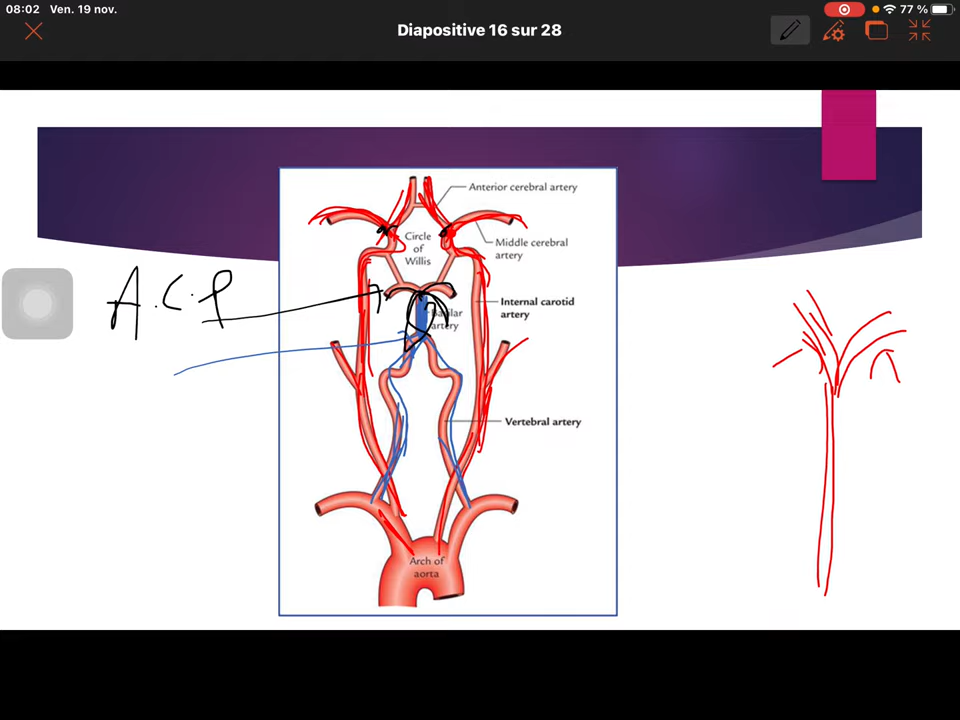 08:02 Ven. 19 nov.
77 %
Diapositive 16 sur 28
Anterior cerebral artery
Circle
of
Willis
Middle cerebral
artery
A.C.P
Internal carotid
artery
Basilar
artery
Vertebral artery
Arch of
aorta